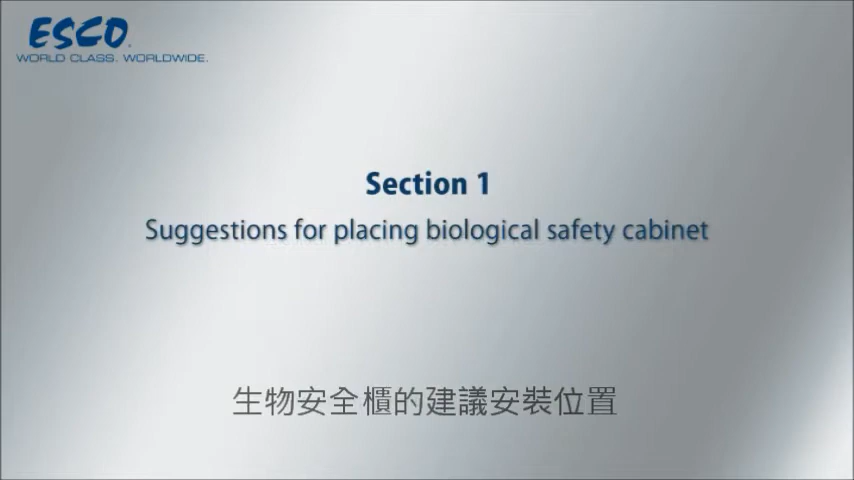 ESCO
WORLD CLASS. WORLDWIDE.
Section 1
Suggestions for placing biological safety cabinet
生物安全櫃的建議安裝位置